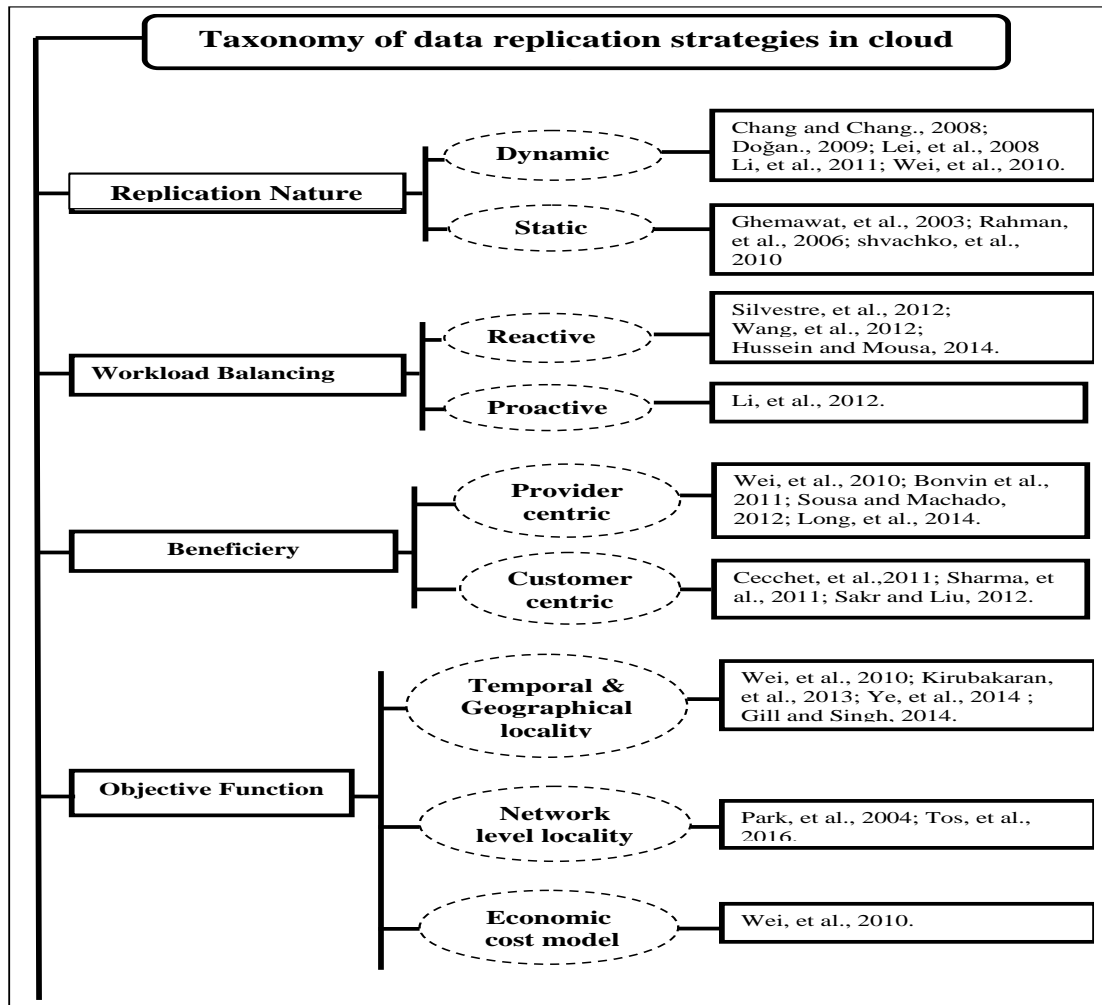 Taxonomy of data replication strategies in cloud
Replication Nature
Dynamic
Chang and Chang., 2008;
Doğan., 2009; Lei, et al., 2008
Li, et al., 2011; Wei, et al., 2010.
Static
Ghemawat, et al., 2003; Rahman,
et al., 2006; shvachko, et al.,
2010
Workload Balancing
Reactive
Silvestre, et al., 2012;
Wang, et al., 2012;
Hussein and Mousa, 2014.
Proactive
Li, et al., 2012.
Beneficiery
Provider
centric
Wei, et al., 2010; Bonvin et al.,
2011; Sousa and Machado,
2012; Long, et al., 2014.
Customer
centric
Cecchet, et al.,2011; Sharma, et
al., 2011; Sakr and Liu, 2012.
Objective Function
Temporal &
Geographical
locality
Wei, et al., 2010; Kirubakaran,
et al., 2013; Ye, et al., 2014 ;
Gill and Singh, 2014.
Network
level locality
Park, et al., 2004; Tos, et al.,
2016.
Economic
cost model
Wei, et al., 2010.